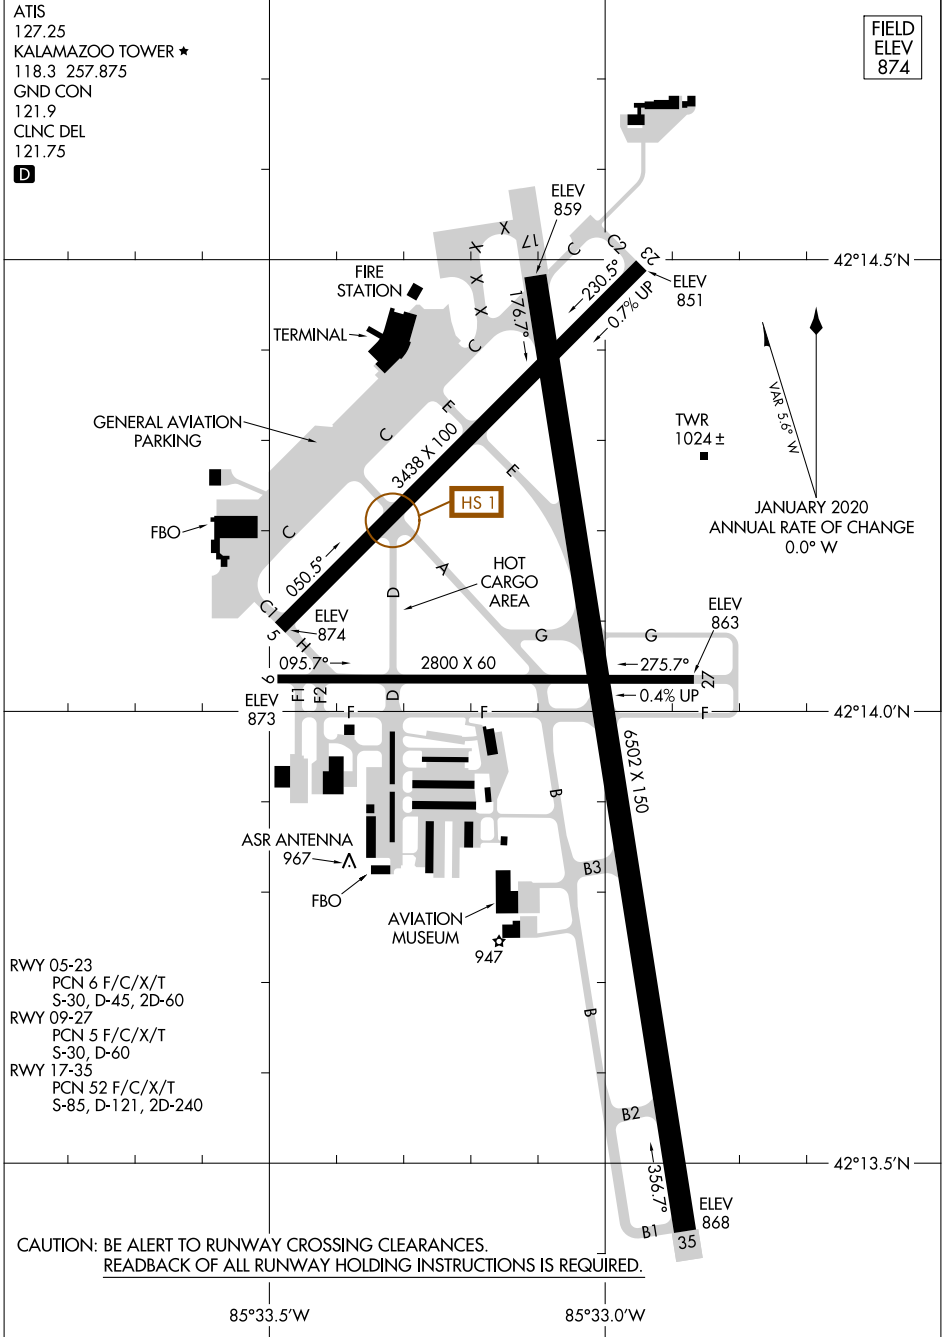 ATIS
127.25
KALAMAZOO TOWER ★
118.3 257.875
GND CON
121.9
CLNC DEL
121.75
D
FIELD
ELEV
874
ELEV
859
X
17
C
C2
23
X
X
X
42°14.5'N
FIRE
STATION
ELEV
851
230.5°
0.7% UP
176.7°
TERMINAL
C
VAR 5.6° W
E
GENERAL AVIATION
PARKING
C
3438 X 100
TWR
1024 ±
E
HS 1
JANUARY 2020
ANNUAL RATE OF CHANGE
0.0° W
FBO
C
050.5°
A
HOT
CARGO
AREA
D
C1
5
ELEV
874
H
ELEV
863
G
G
095.7°
2800 X 60
275.7°
9
27
0.4% UP
F1
F2
D
ELEV
873
F
F
F
42°14.0'N
6502 X 150
B
ASR ANTENNA
967
B3
FBO
AVIATION
MUSEUM
947
RWY 05-23
PCN 6 F/C/X/T
S-30, D-45, 2D-60
RWY 09-27
PCN 5 F/C/X/T
S-30, D-60
RWY 17-35
PCN 52 F/C/X/T
S-85, D-121, 2D-240
B
B2
42°13.5'N
356.7°
ELEV
868
B1
35
CAUTION: BE ALERT TO RUNWAY CROSSING CLEARANCES.
READBACK OF ALL RUNWAY HOLDING INSTRUCTIONS IS REQUIRED.
85°33.5'W
85°33.0'W